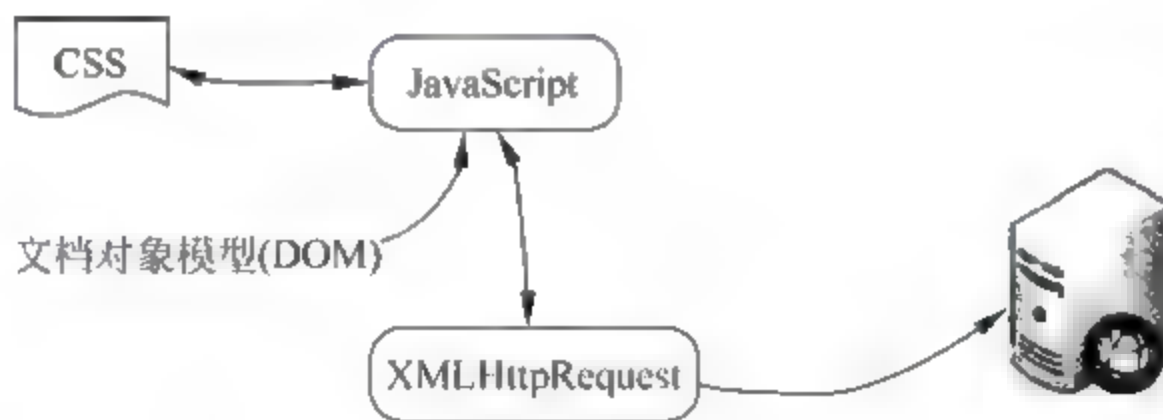 CSS
JavaScript
文档对象模型(DOM)
XMLHttpRequest